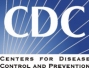 CDC
CENTERS FOR DISEASE
CONTROL AND PREVENTION